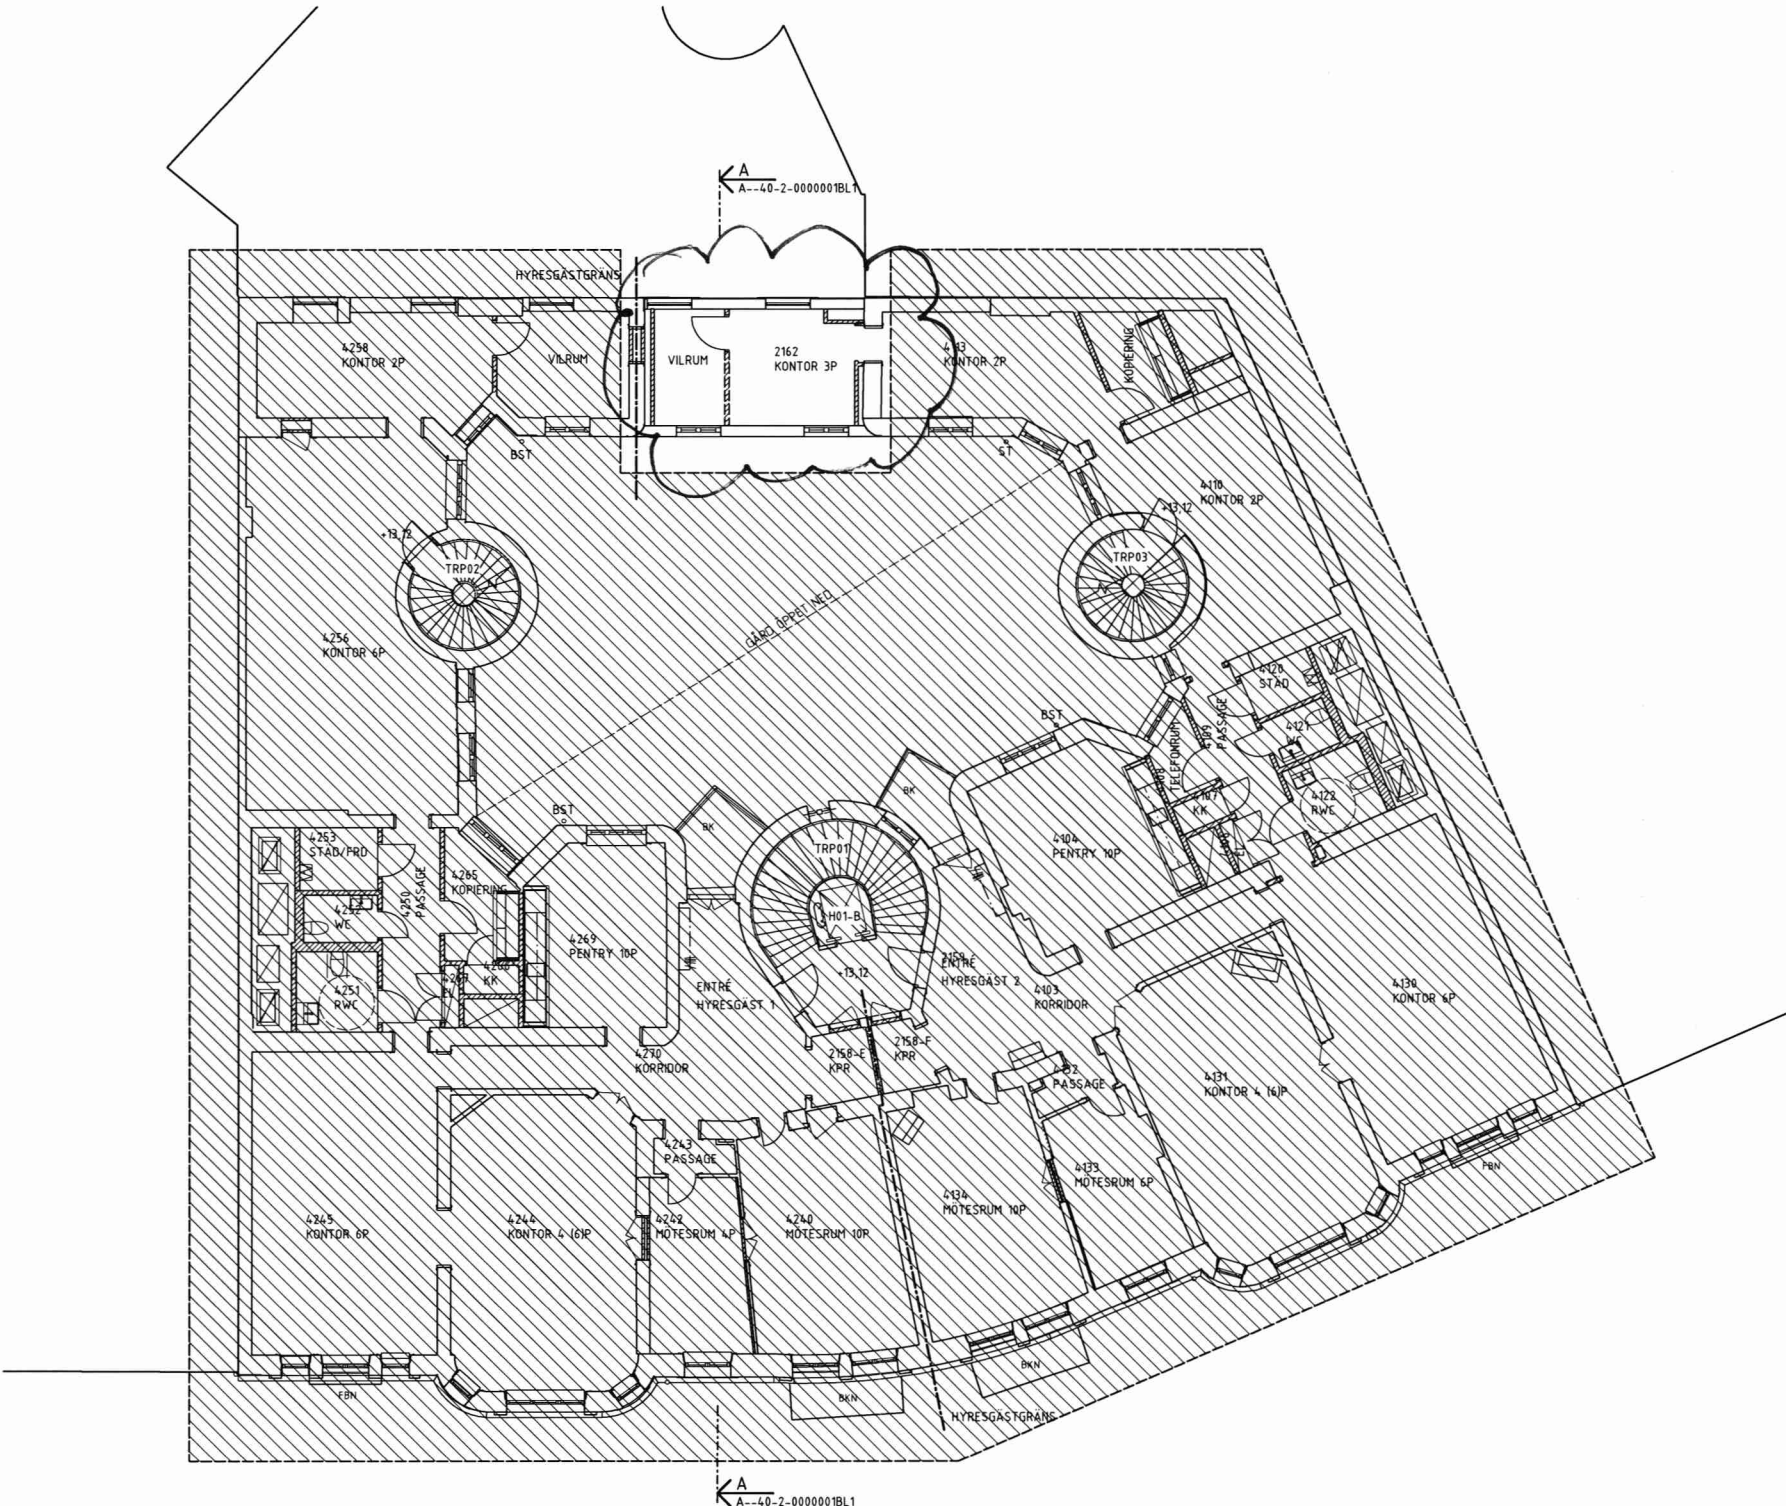 A
A--40-2-0000001BL1
HYRESGÄSTGRÄNS
4258
KONTOR 2P
VILRUM
VILRUM
2162
KONTOR 3P
KONTOR 2P
KOPIERING
BST
ST
4110
KONTOR 2P
+13,12
+13,12
TRP02
TRP03
GÅRD ÖPPET NED
4256
KONTOR 6P
4120
STÄD
4109
PASSAGE
4121
WC
BST
TELEFONRUM
4107
KK
4122
RWC
BK
BK
BST
TRP01
4104
PENTRY 10P
4253
STÄD/FRD
4250
PASSAGE
4265
KOPIERING
4252
WC
H01-B
4269
PENTRY 10P
KK
EL
4251
RWC
+13,12
ENTRÉ
HYRESGÄST 1
ENTRÉ
HYRESGÄST 2
4103
KORRIDOR
4130
KONTOR 6P
4270
KORRIDOR
2158-E
KPR
2158-F
KPR
4132
PASSAGE
4131
KONTOR 4 (6)P
4243
PASSAGE
4133
MÖTESRUM 6P
FBN
4134
MÖTESRUM 10P
4245
KONTOR 6P
4244
KONTOR 4 (6)P
4242
MÖTESRUM 4P
4240
MÖTESRUM 10P
BKN
FBN
BKN
HYRESGÄSTGRÄNS
A
A--40-2-0000001BL1